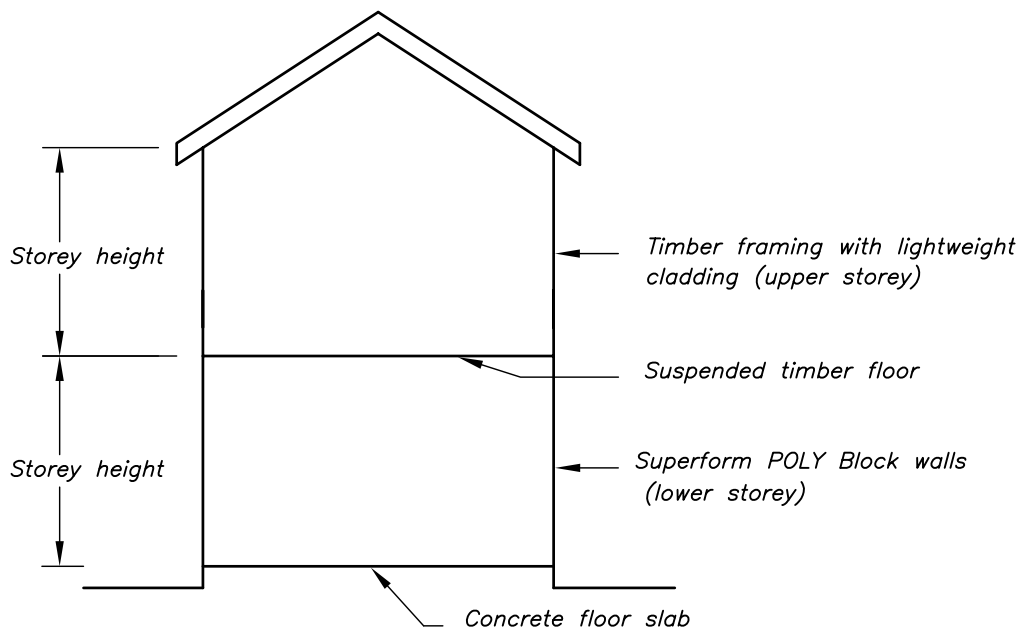 Storey height
Timber framing with lightweight
cladding (upper storey)
Suspended timber floor
Storey height
Superform POLY Block walls
(lower storey)
Concrete floor slab